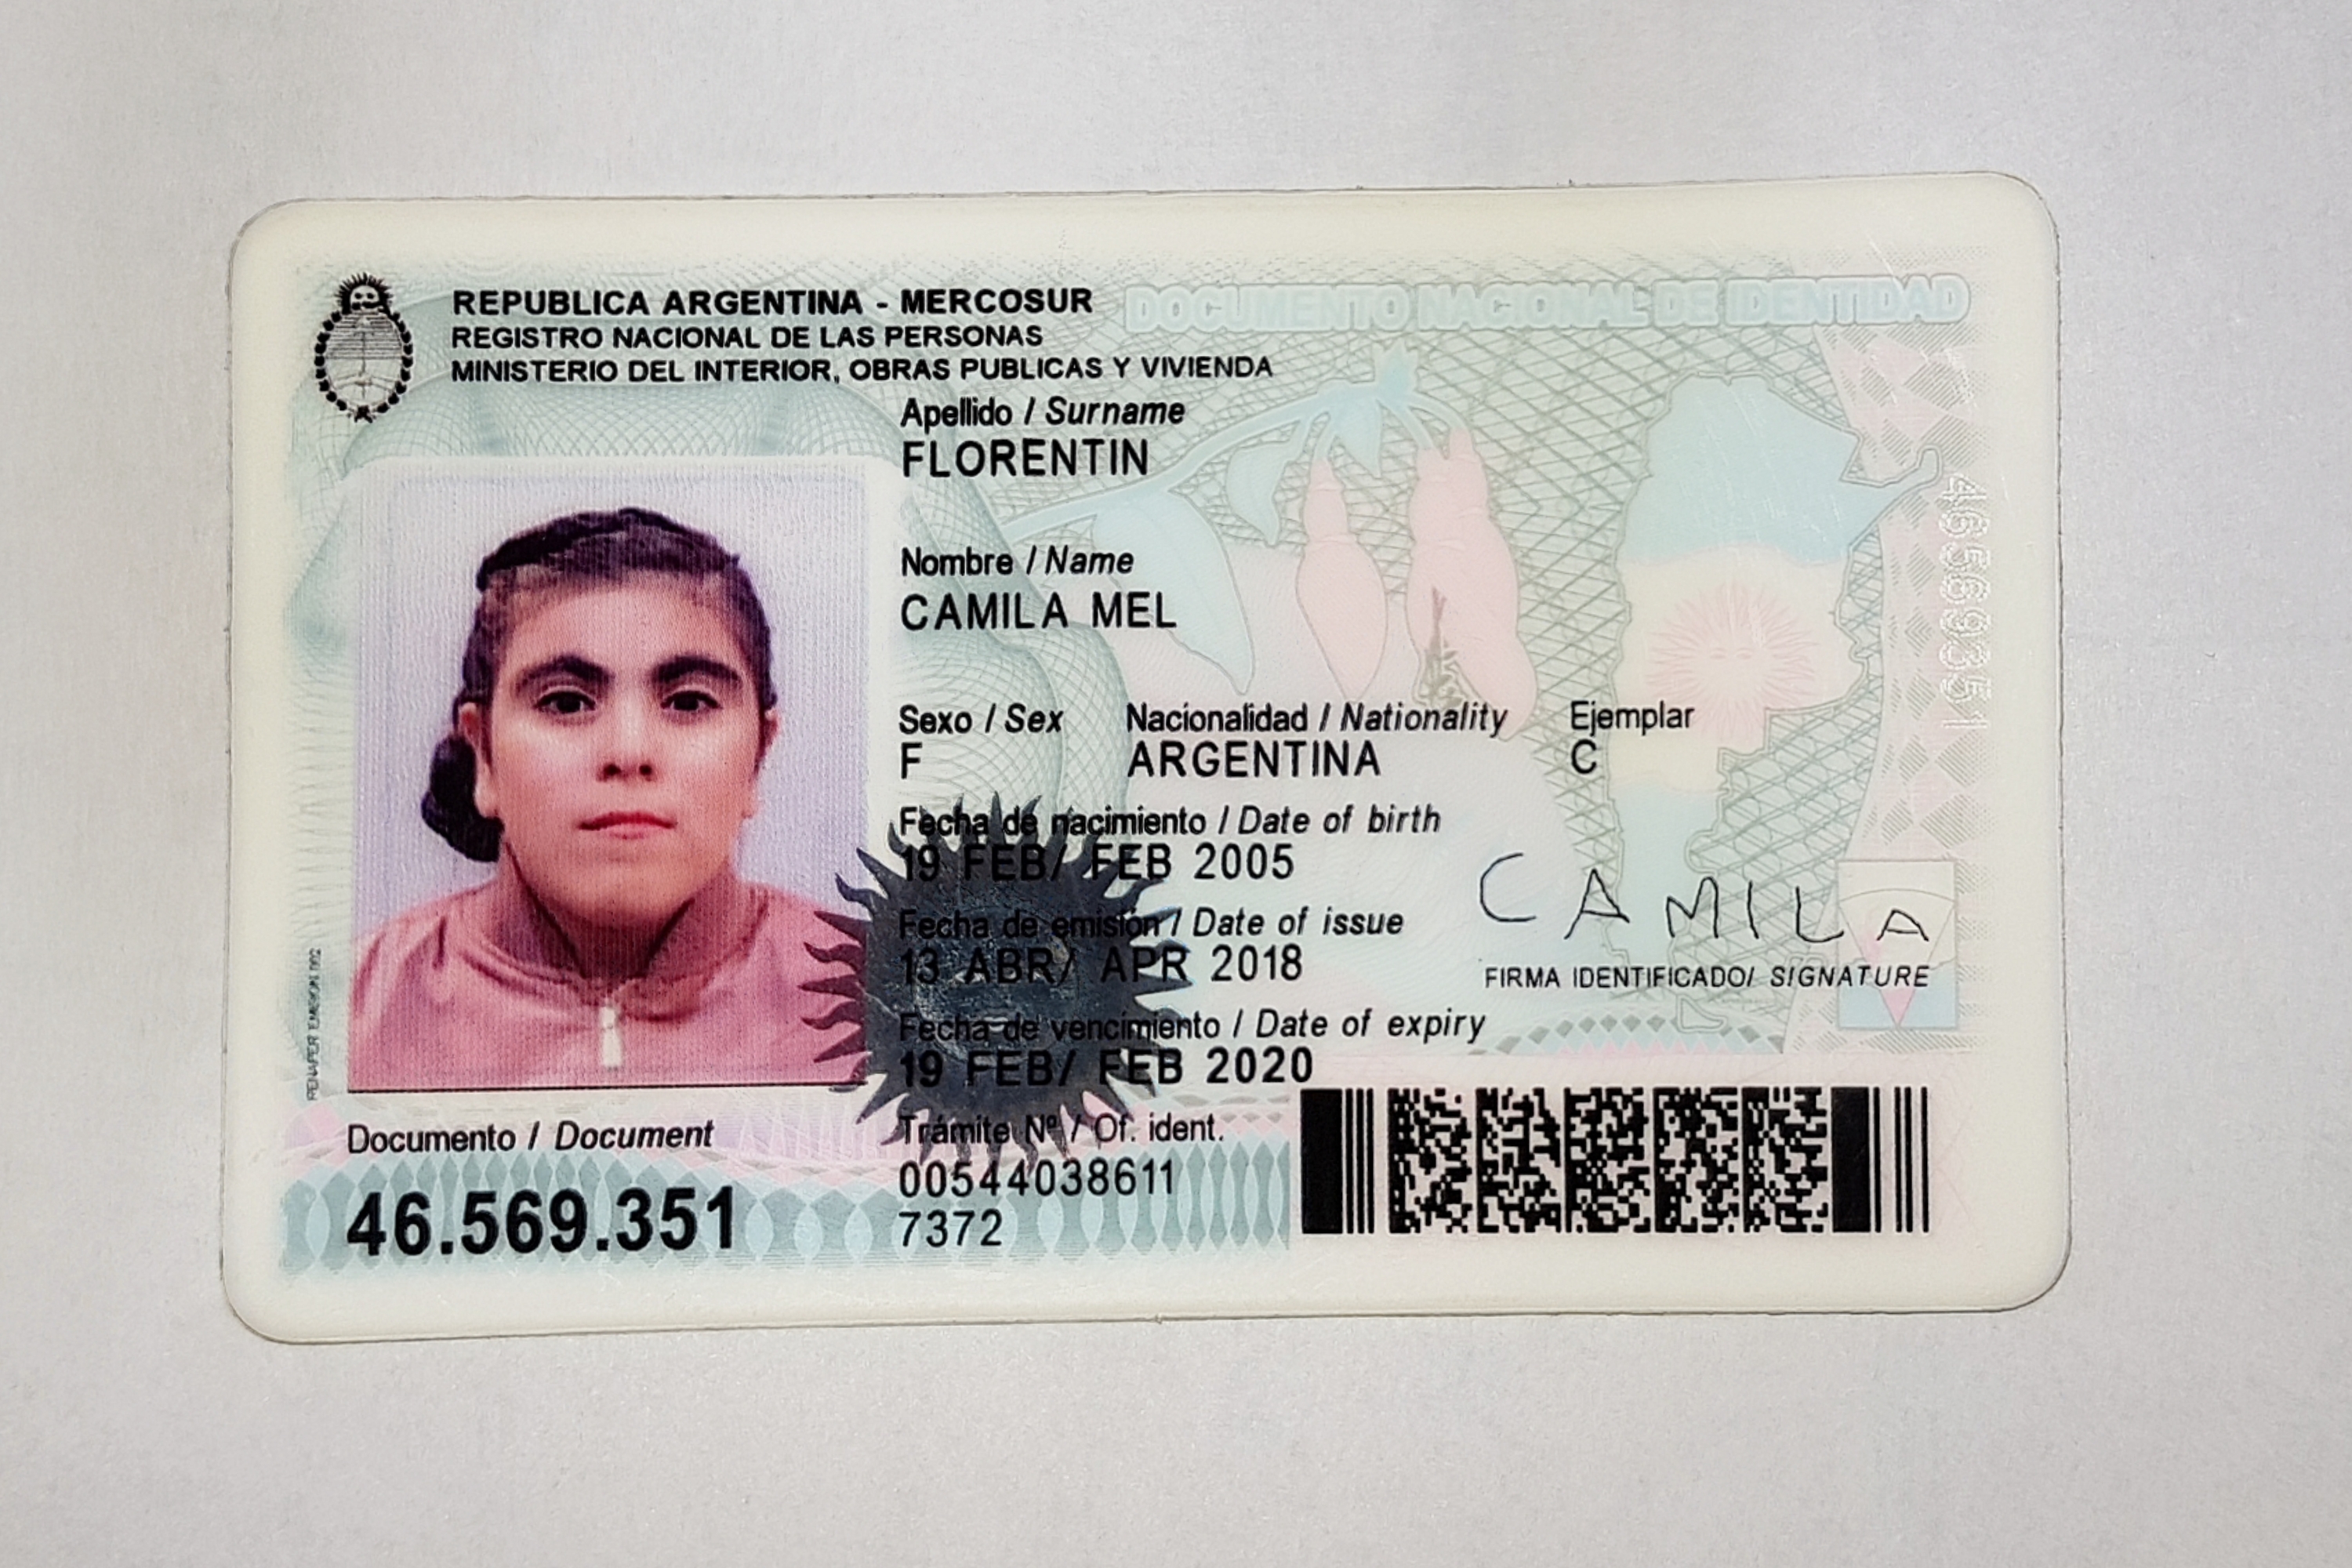 REPUBLICA ARGENTINA - MERCOSUR
REGISTRO NACIONAL DE LAS PERSONAS
MINISTERIO DEL INTERIOR, OBRAS PUBLICAS Y VIVIENDA
DOCUMENTO NACIONAL DE IDENTIDAD
Apellido / Surname
FLORENTIN
Nombre / Name
CAMILA MEL
Sexo / Sex Nacionalidad / Nationality Ejemplar
F ARGENTINA C
Fecha de nacimiento / Date of birth
19 FEB/ FEB 2005
Fecha de emisión / Date of issue
13 ABR/ APR 2018
CAMILA
FIRMA IDENTIFICADO/ SIGNATURE
Fecha de vencimiento / Date of expiry
19 FEB/ FEB 2020
Documento / Document
46.569.351
Trámite Nº / Of. ident.
00544038611
7372
46569351